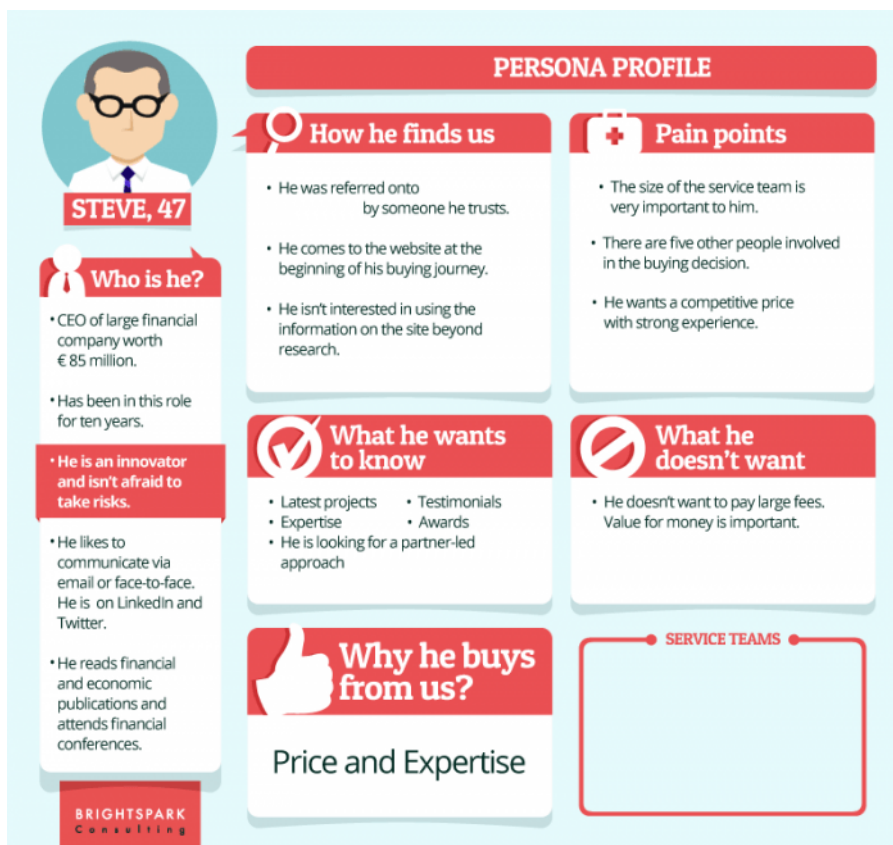 PERSONA PROFILE
STEVE, 47
Who is he?
• CEO of large financial
company worth
€ 85 million.
• Has been in this role
for ten years.
• He is an innovator
and isn't afraid to
take risks.
• He likes to
communicate via
email or face-to-face.
He is on LinkedIn and
Twitter.
• He reads financial
and economic
publications and
attends financial
conferences.
BRIGHTSPARK
Consulting
How he finds us
• He was referred onto
by someone he trusts.
• He comes to the website at the
beginning of his buying journey.
• He isn't interested in using the
information on the site beyond
research.
Pain points
• The size of the service team is
very important to him.
• There are five other people involved
in the buying decision.
• He wants a competitive price
with strong experience.
What he wants
to know
• Latest projects • Testimonials
• Expertise • Awards
• He is looking for a partner-led
approach
What he
doesn't want
• He doesn't want to pay large fees.
Value for money is important.
Why he buys
from us?
Price and Expertise
SERVICE TEAMS